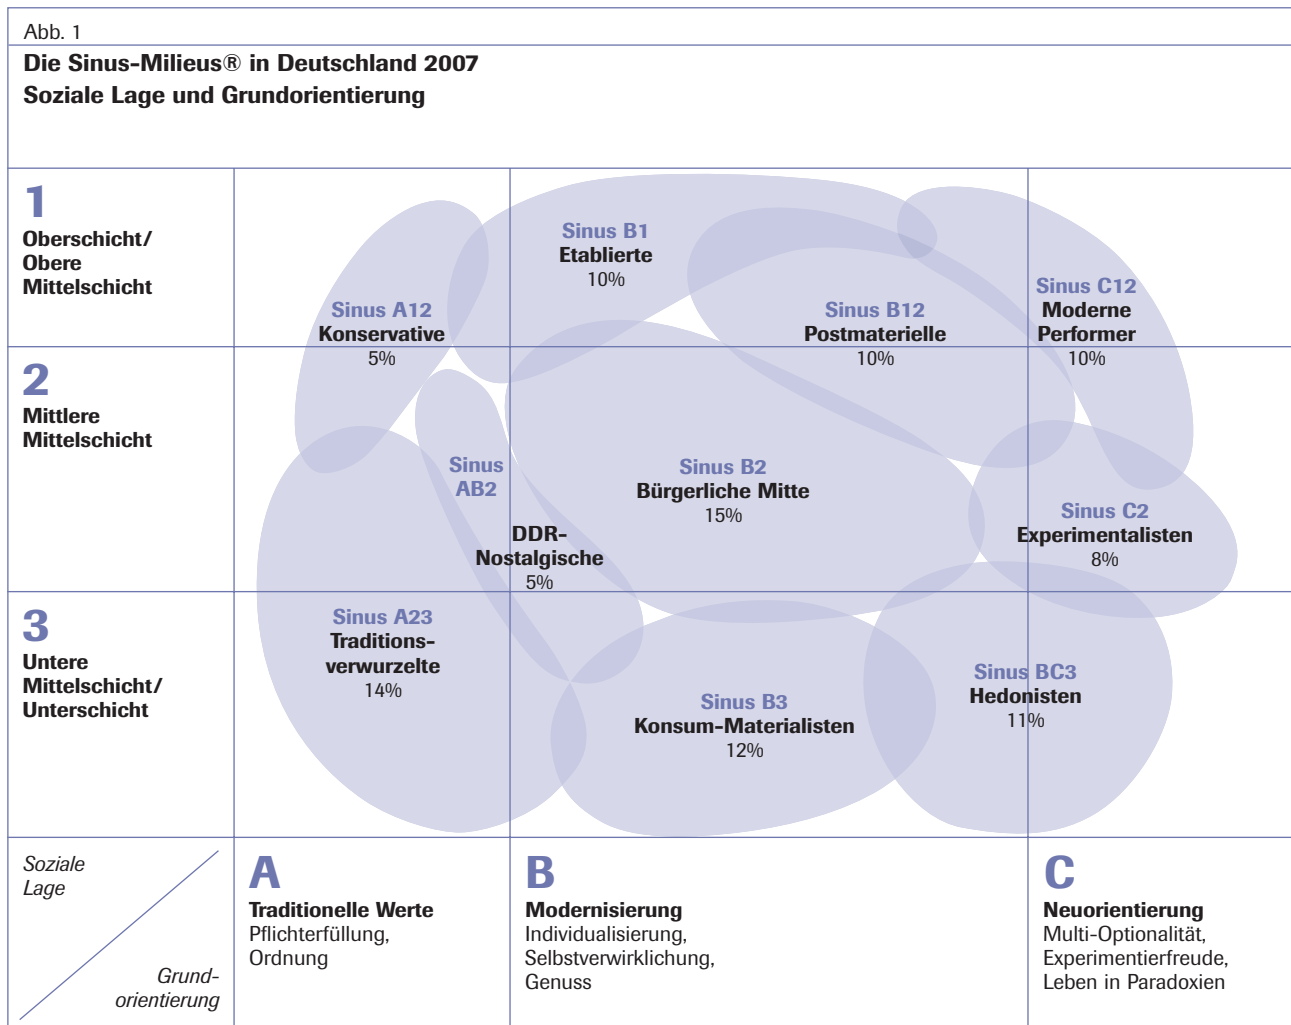 Abb. 1
Die Sinus-Milieus® in Deutschland 2007
Soziale Lage und Grundorientierung
1
Oberschicht/
Obere
Mittelschicht
Sinus B1
Etablierte
10%
Sinus A12
Konservative
5%
Sinus B12
Postmaterielle
10%
Sinus C12
Moderne
Performer
10%
2
Mittlere
Mittelschicht
Sinus
AB2
DDR-
Nostalgische
5%
Sinus B2
Bürgerliche Mitte
15%
Sinus C2
Experimentalisten
8%
3
Untere
Mittelschicht/
Unterschicht
Sinus A23
Traditions-
verwurzelte
14%
Sinus B3
Konsum-Materialisten
12%
Sinus BC3
Hedonisten
11%
Soziale
Lage
Grund-
orientierung
A
Traditionelle Werte
Pflichterfüllung,
Ordnung
B
Modernisierung
Individualisierung,
Selbstverwirklichung,
Genuss
C
Neuorientierung
Multi-Optionalität,
Experimentierfreude,
Leben in Paradoxien